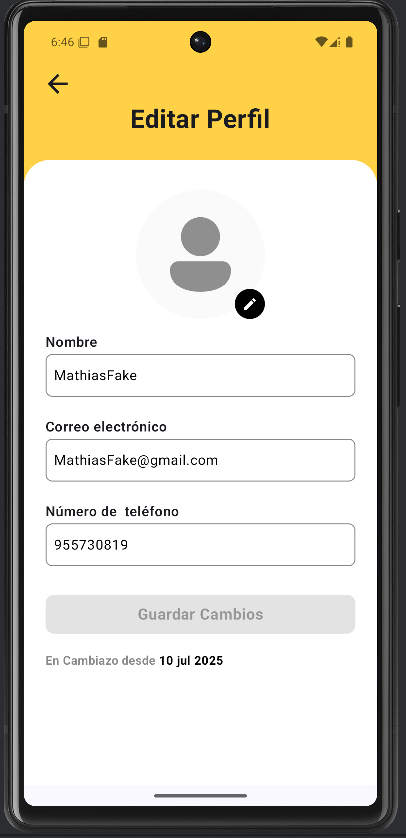 6:46
Editar Perfil
Nombre
MathiasFake
Correo electrónico
MathiasFake@gmail.com
Número de  teléfono
955730819
Guardar Cambios
En Cambiazo desde 10 jul 2025